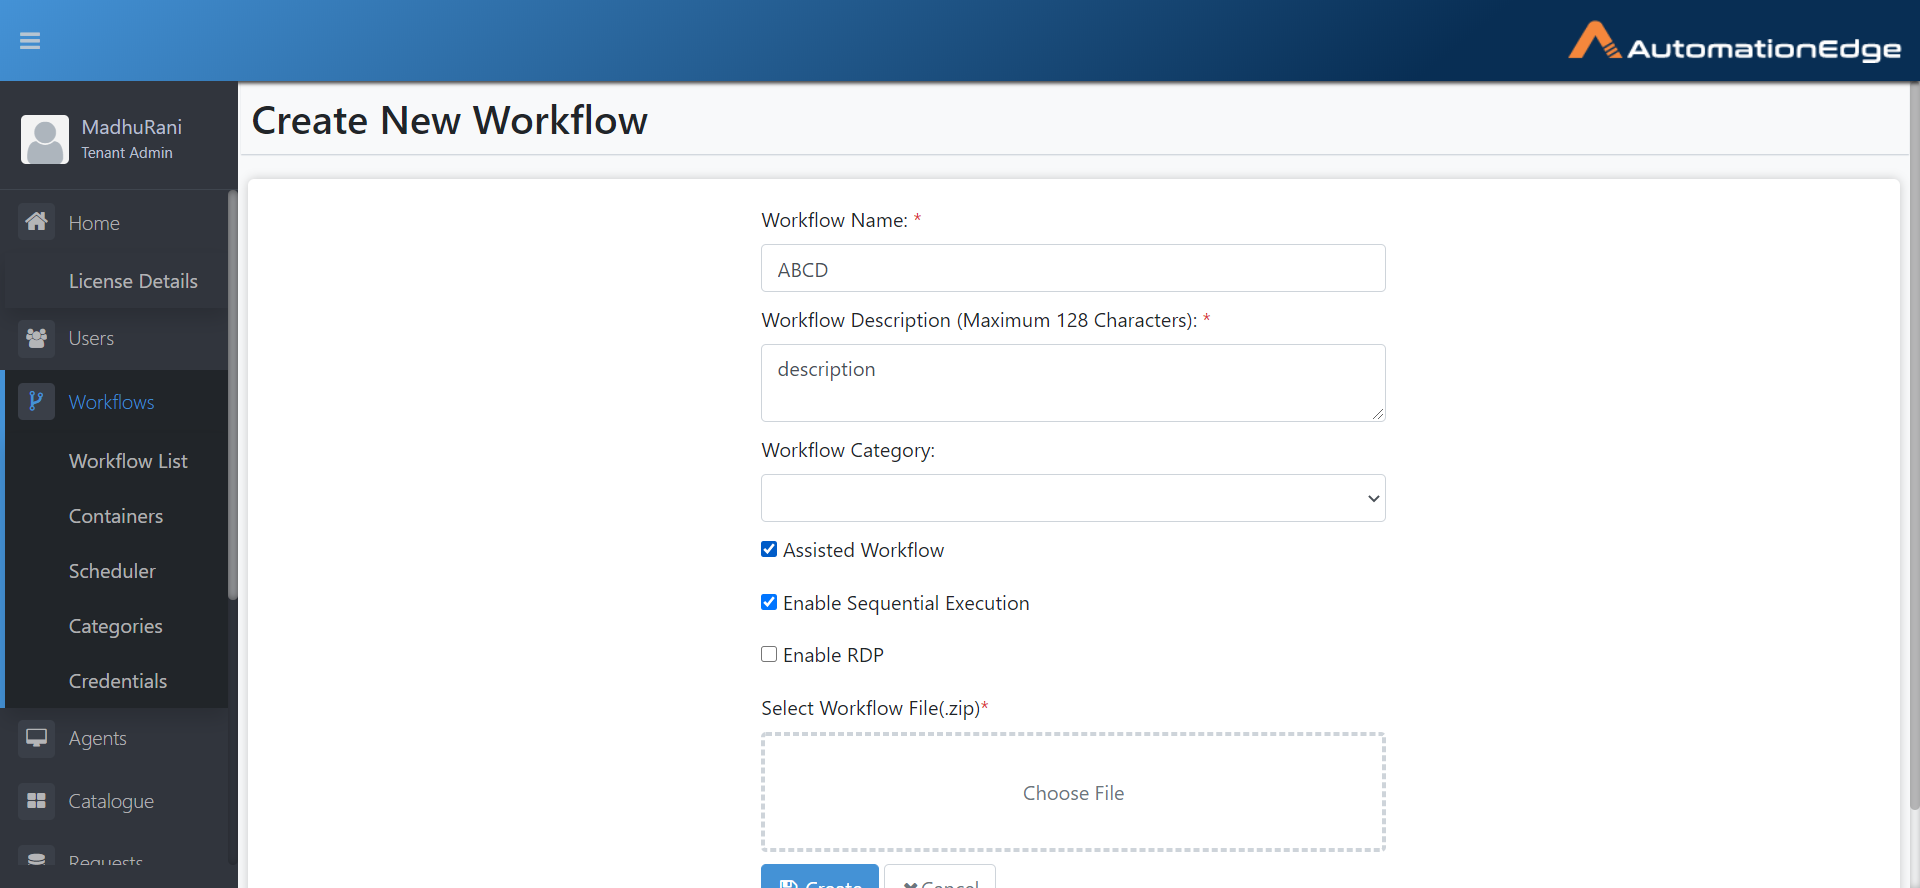 AutomationEdge
MadhuRani
Tenant Admin
Home
License Details
Users
Workflows
Workflow List
Containers
Scheduler
Categories
Credentials
Agents
Catalogue
Requests
Create New Workflow
Workflow Name: *
ABCD
Workflow Description (Maximum 128 Characters): *
description
Workflow Category:
Assisted Workflow
Enable Sequential Execution
Enable RDP
Select Workflow File(.zip)*
Choose File
Create
Cancel